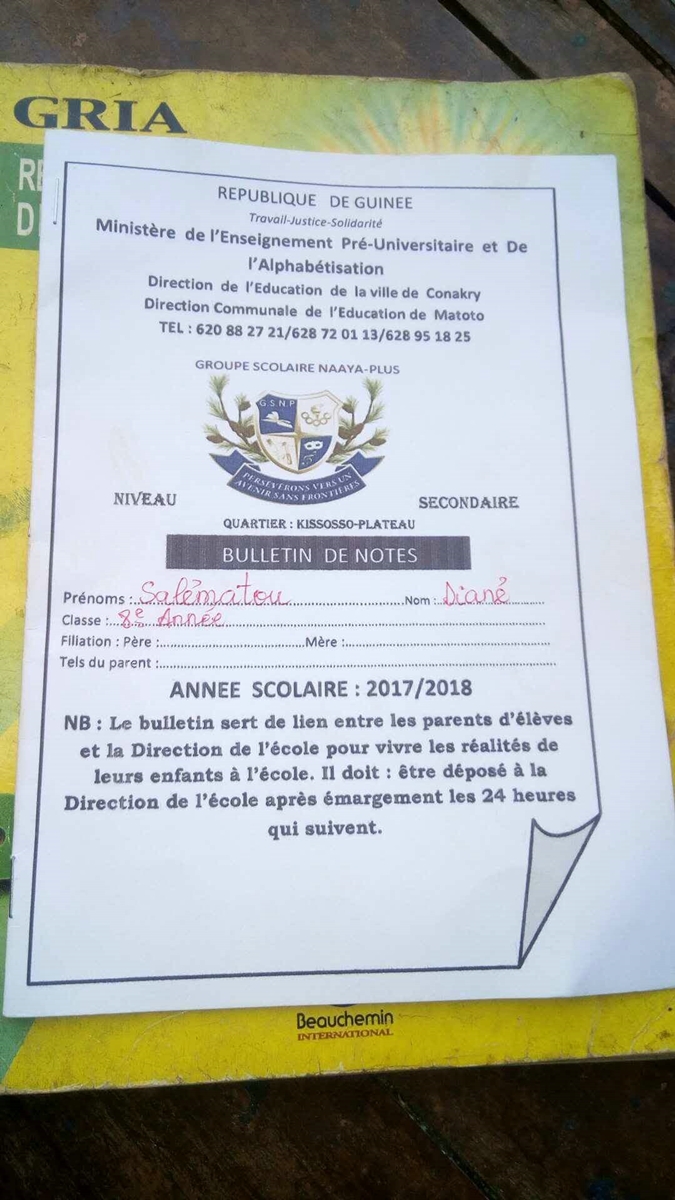 GRIA
RE
D
REPUBLIQUE DE GUINEE
Travail-Justice-Solidarité
Ministère de l'Enseignement Pré-Universitaire et De
l'Alphabétisation
Direction de l'Education de la ville de Conakry
Direction Communale de l'Education de Matoto
TEL : 620 88 27 21/628 72 01 13/628 95 18 25
GROUPE SCOLAIRE NAAYA-PLUS
G.S.N.P
PERSEVERONS VERS UN
AVENIR SANS FRONTIÈRES
NIVEAU SECONDAIRE
QUARTIER : KISSOSSO-PLATEAU
BULLETIN DE NOTES
Prénoms : Salématou Nom : Diané
Classe : 8e Année
Filiation : Père : Mère :
Tels du parent :
ANNEE SCOLAIRE : 2017/2018
NB : Le bulletin sert de lien entre les parents d'élèves
et la Direction de l'école pour vivre les réalités de
leurs enfants à l'école. Il doit : être déposé à la
Direction de l'école après émargement les 24 heures
qui suivent.
Beauchemin
INTERNATIONAL